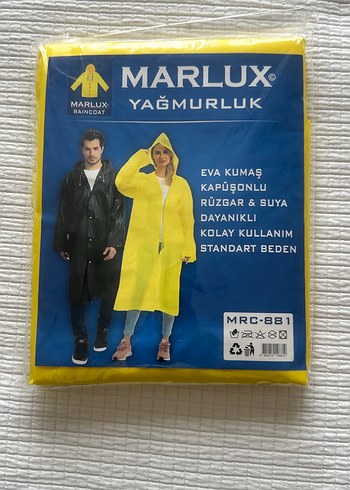 MARLUX©
YAĞMURLUK
MARLUX
RAINCOAT
EVA KUMAŞ
KAPÜŞONLU
RÜZGAR & SUYA
DAYANIKLI
KOLAY KULLANIM
STANDART BEDEN
MRC-881